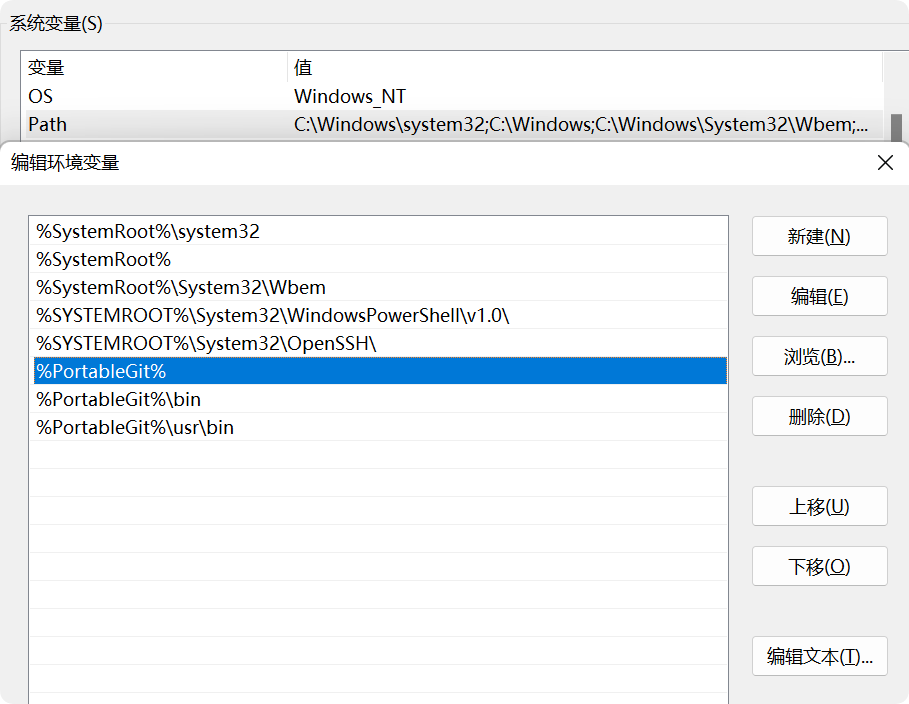 系统变量(S)
变量 值
OS Windows_NT
Path C:\Windows\system32;C:\Windows;C:\Windows\System32\Wbem;...
编辑环境变量
%SystemRoot%\system32
%SystemRoot%
%SystemRoot%\System32\Wbem
%SYSTEMROOT%\System32\WindowsPowerShell\v1.0\
%SYSTEMROOT%\System32\OpenSSH\
%PortableGit%
%PortableGit%\bin
%PortableGit%\usr\bin
新建(N)
编辑(E)
浏览(B)...
删除(D)
上移(U)
下移(O)
编辑文本(T)...